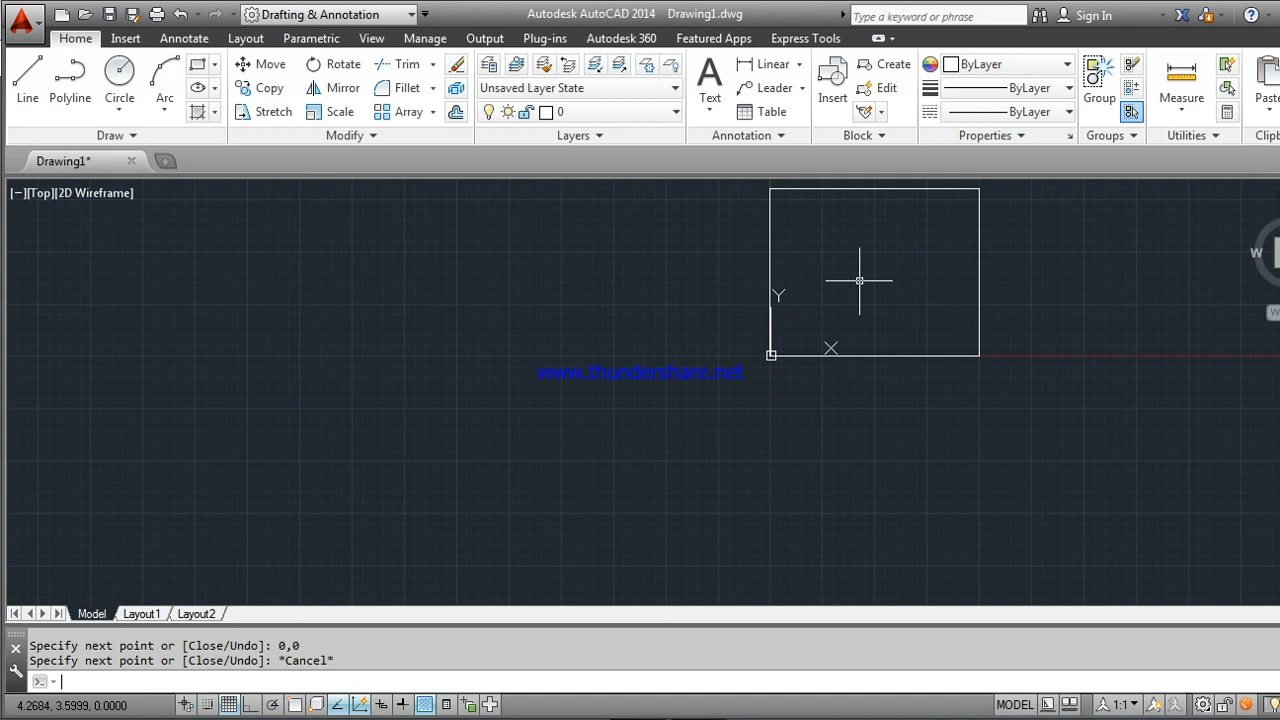 Drafting & Annotation
Autodesk AutoCAD 2014 Drawing1.dwg
Type a keyword or phrase
Sign In
Home Insert Annotate Layout Parametric View Manage Output Plug-ins Autodesk 360 Featured Apps Express Tools
Line
Polyline
Circle
Arc
Draw
Move
Rotate
Trim
Copy
Mirror
Fillet
Stretch
Scale
Array
Modify
Unsaved Layer State
0
Layers
Text
Linear
Leader
Table
Annotation
Insert
Create
Edit
Block
ByLayer
ByLayer
ByLayer
Properties
Group
Groups
Measure
Utilities
Paste
Clipb
Drawing1*
[−][Top][2D Wireframe]
Y
X
W
www.thundershare.net
Model Layout1 Layout2
Specify next point or [Close/Undo]: 0,0
Specify next point or [Close/Undo]: *Cancel*
4.2684, 3.5999, 0.0000
MODEL
1:1